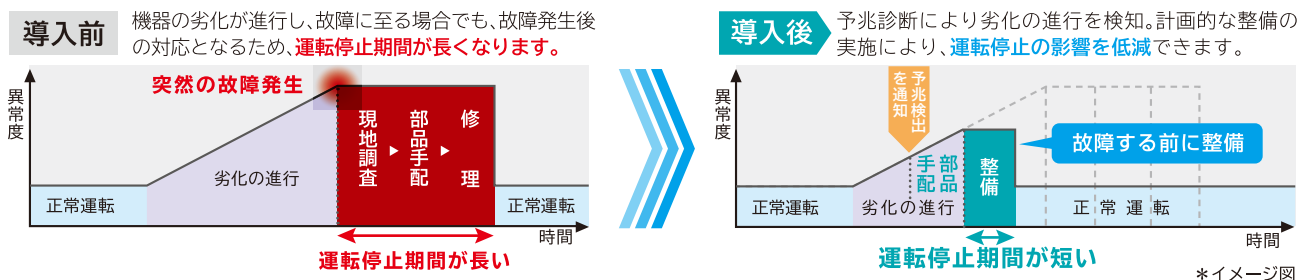 導入前
機器の劣化が進行し、故障に至る場合でも、故障発生後
の対応となるため、運転停止期間が長くなります。
異常度
突然の故障発生
現地調査
▶
部品手配
▶
修理
劣化の進行
正常運転
正常運転
時間
運転停止期間が長い
導入後
予兆診断により劣化の進行を検知。計画的な整備の
実施により、運転停止の影響を低減できます。
異常度
予兆検出
を通知
故障する前に整備
部品
手配
整備
正常運転
劣化の進行
正常運転
時間
運転停止期間が短い
＊イメージ図